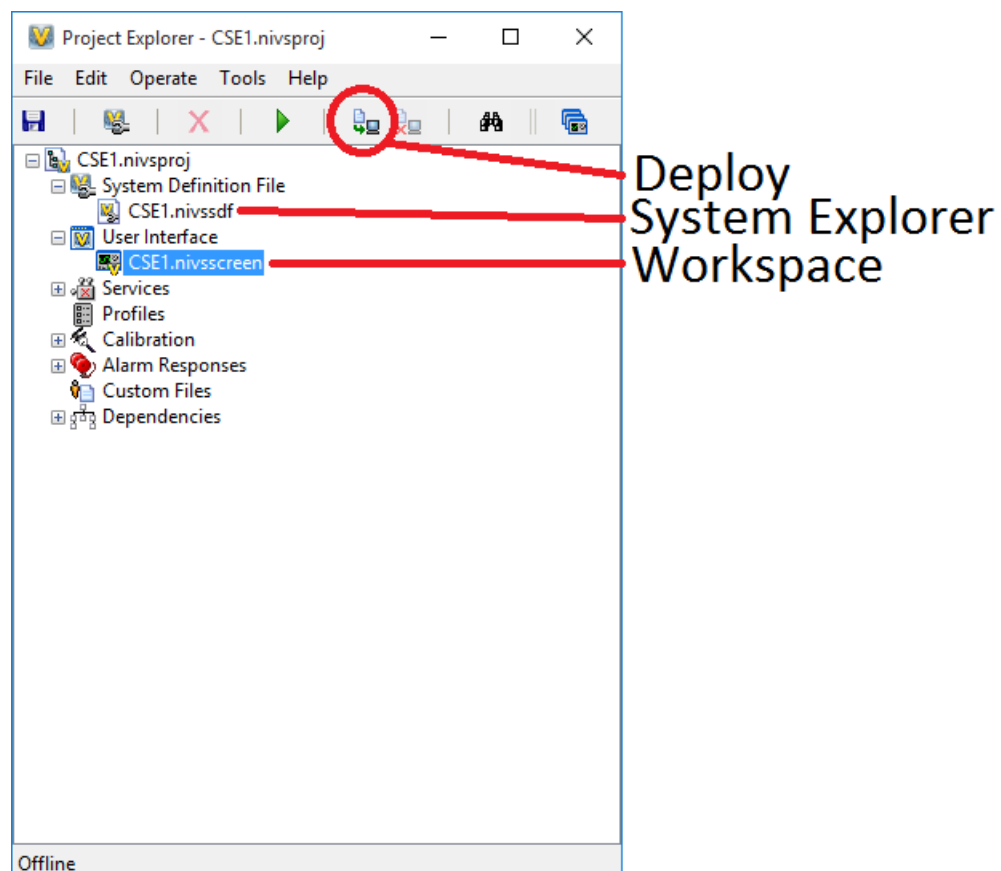 Project Explorer - CSE1.nivsproj
File Edit Operate Tools Help
CSE1.nivsproj
System Definition File
CSE1.nivssdf
User Interface
CSE1.nivsscreen
Services
Profiles
Calibration
Alarm Responses
Custom Files
Dependencies
Deploy
System Explorer
Workspace
Offline